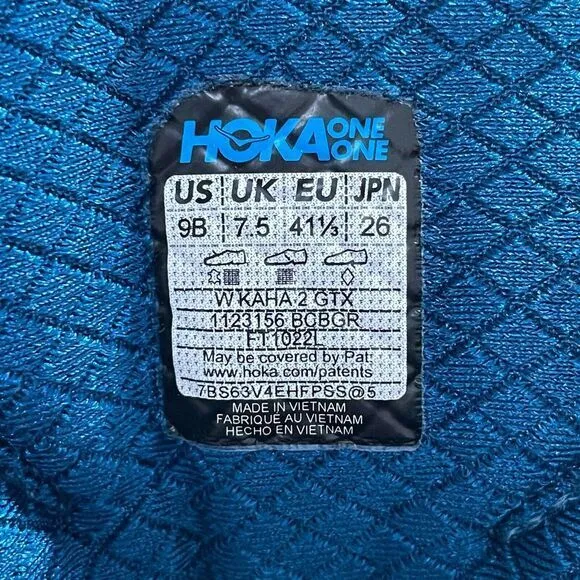 HOKA ONE ONE
US UK EU JPN
9B 7.5 41⅓ 26
W KAHA 2 GTX
1123156 BCBGR
FT1022L
May be covered by Pat:
www.hoka.com/patents
7BS63V4EHFPSS@5
MADE IN VIETNAM
FABRIQUÉ AU VIETNAM
HECHO EN VIETNAM